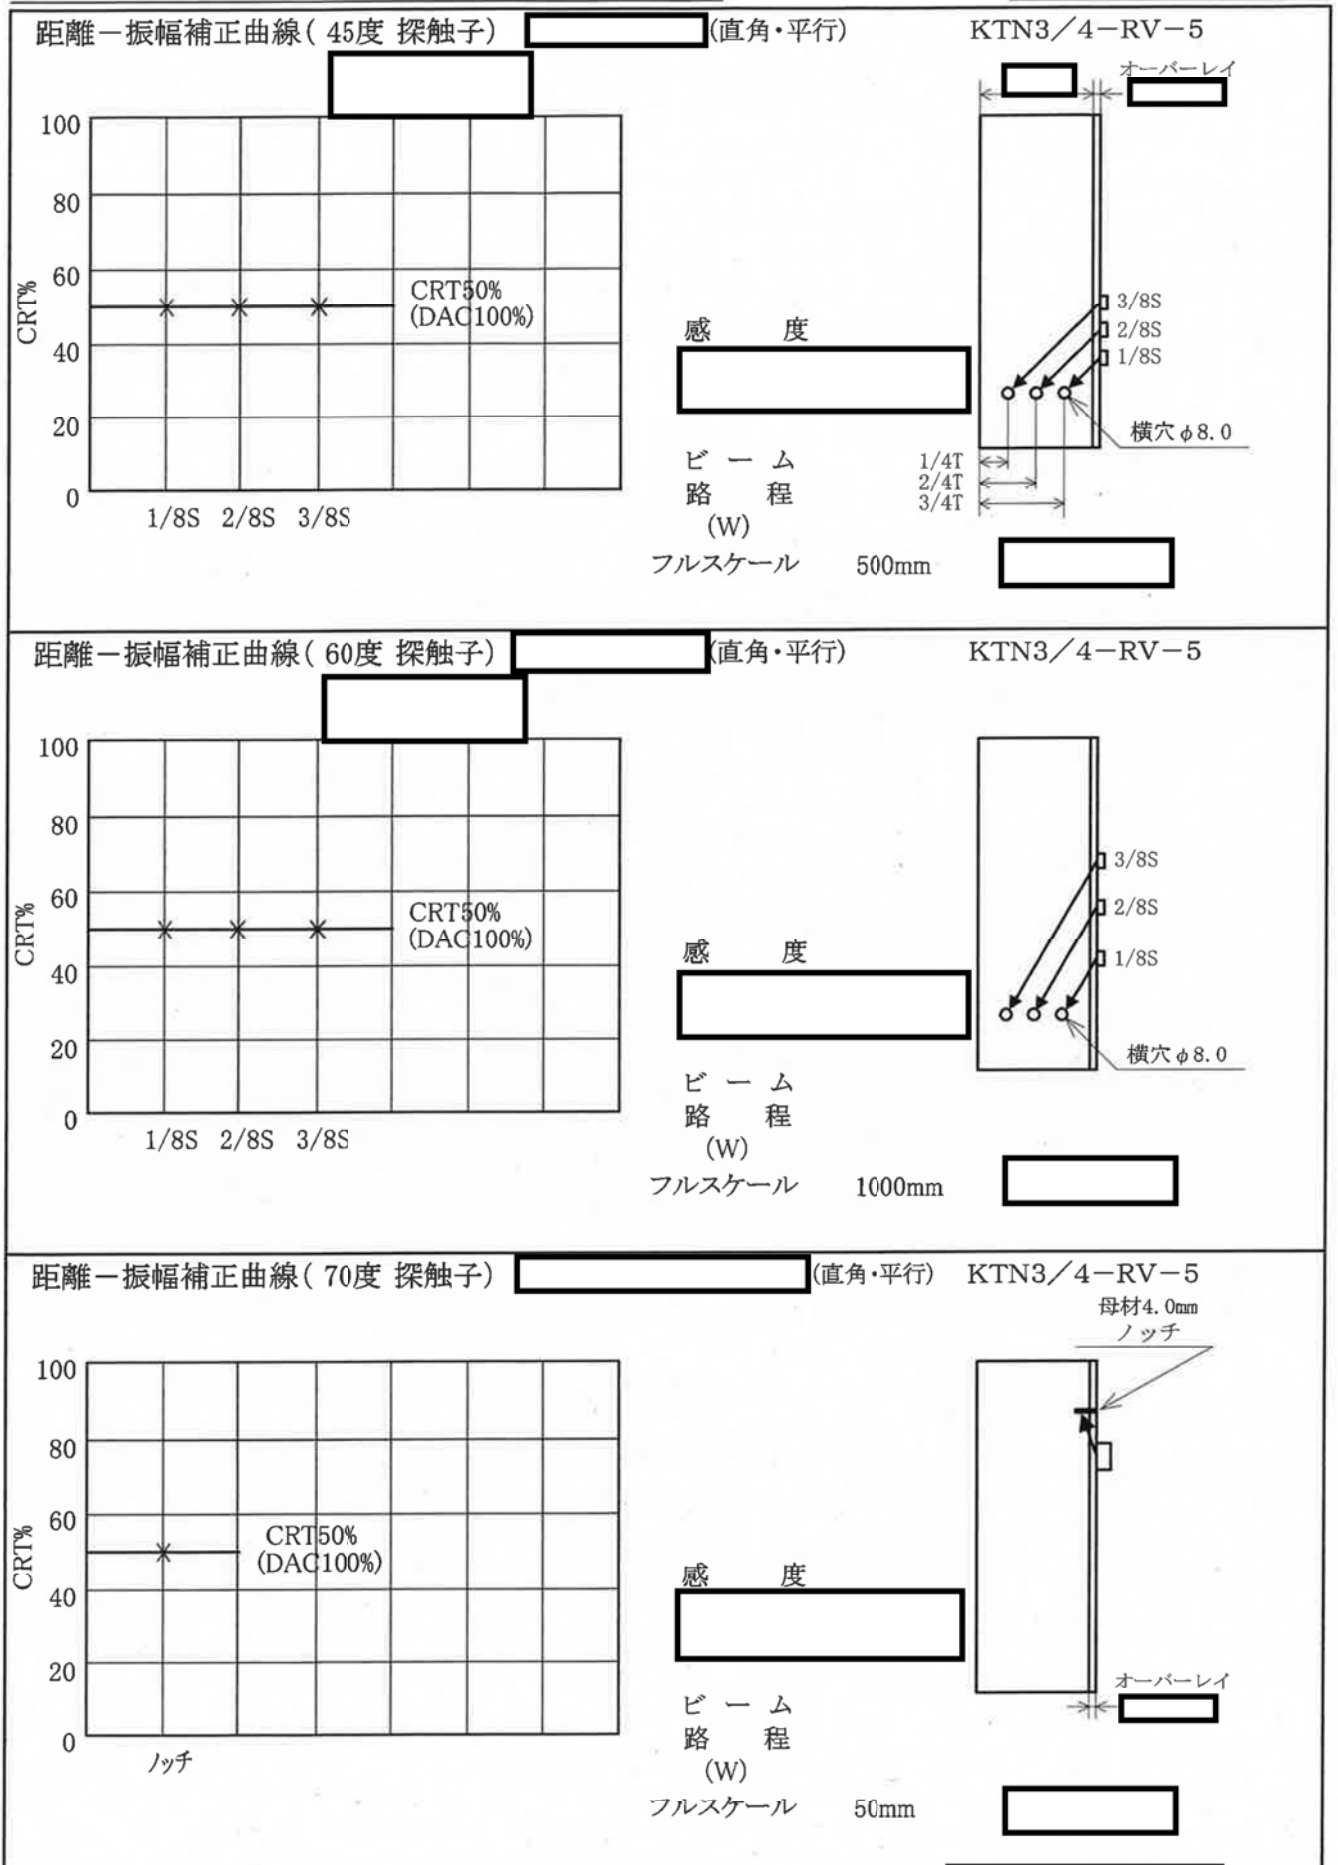 距離－振幅補正曲線( 45度 探触子) (直角・平行) KTN3／4－RV－5
オーバーレイ
100
80
60
40
20
0
CRT%
CRT50%
(DAC100%)
1/8S 2/8S 3/8S
感 度
ビ ー ム
路 程
(W)
フルスケール 500mm
3/8S
2/8S
1/8S
横穴φ8.0
1/4T
2/4T
3/4T
距離－振幅補正曲線( 60度 探触子) (直角・平行) KTN3／4－RV－5
100
80
60
40
20
0
CRT%
CRT50%
(DAC100%)
1/8S 2/8S 3/8S
感 度
ビ ー ム
路 程
(W)
フルスケール 1000mm
3/8S
2/8S
1/8S
横穴φ8.0
距離－振幅補正曲線( 70度 探触子) (直角・平行) KTN3／4－RV－5
母材4.0mm
ノッチ
100
80
60
40
20
0
CRT%
CRT50%
(DAC100%)
ノッチ
感 度
ビ ー ム
路 程
(W)
フルスケール 50mm
オーバーレイ